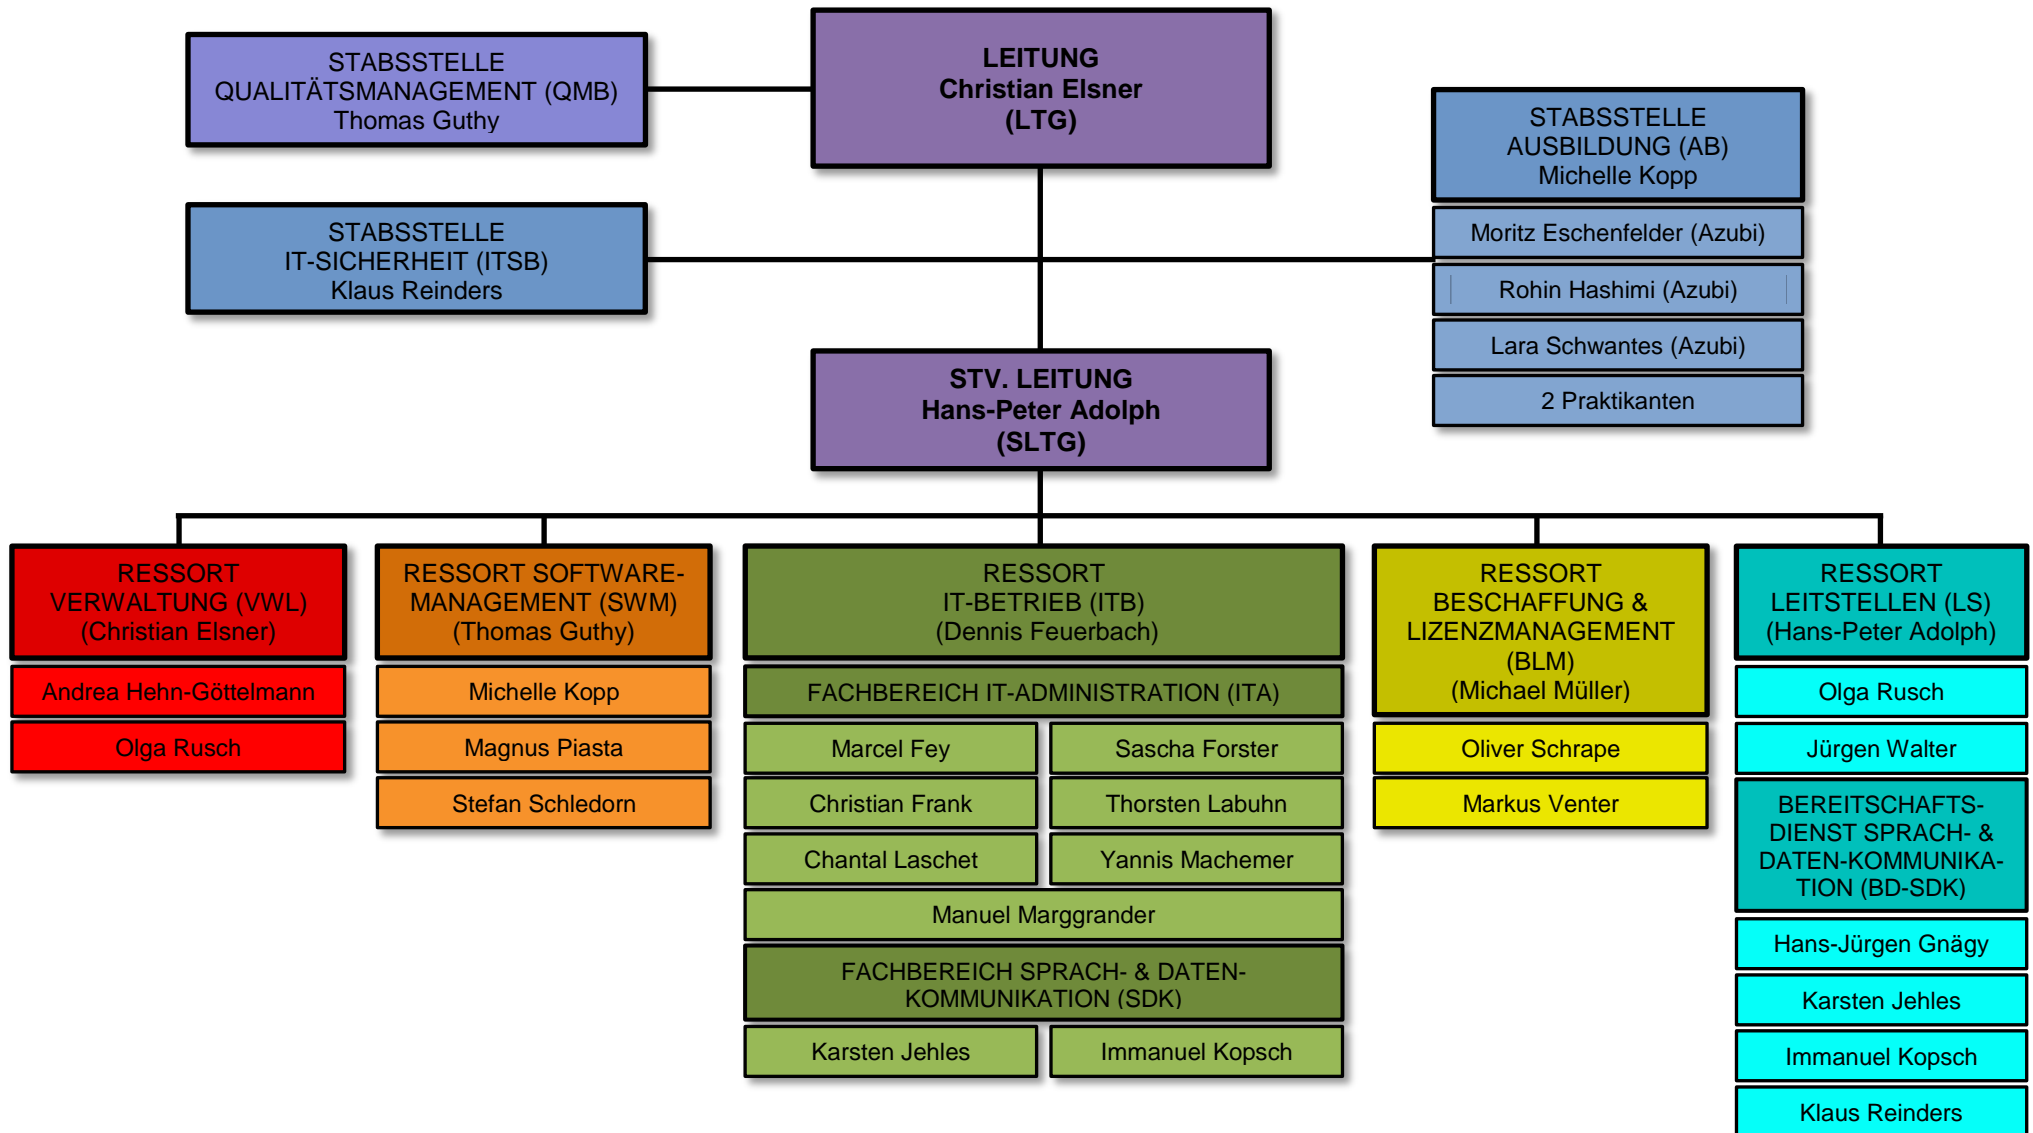 STABSSTELLE
QUALITÄTSMANAGEMENT (QMB)
Thomas Guthy
LEITUNG
Christian Elsner
(LTG)
STABSSTELLE
AUSBILDUNG (AB)
Michelle Kopp
Moritz Eschenfelder (Azubi)
Rohin Hashimi (Azubi)
Lara Schwantes (Azubi)
2 Praktikanten
STABSSTELLE
IT-SICHERHEIT (ITSB)
Klaus Reinders
STV. LEITUNG
Hans-Peter Adolph
(SLTG)
RESSORT
VERWALTUNG (VWL)
(Christian Elsner)
Andrea Hehn-Göttelmann
Olga Rusch
RESSORT SOFTWARE-
MANAGEMENT (SWM)
(Thomas Guthy)
Michelle Kopp
Magnus Piasta
Stefan Schledorn
RESSORT
IT-BETRIEB (ITB)
(Dennis Feuerbach)
FACHBEREICH IT-ADMINISTRATION (ITA)
Marcel Fey
Sascha Forster
Christian Frank
Thorsten Labuhn
Chantal Laschet
Yannis Machemer
Manuel Marggrander
FACHBEREICH SPRACH- & DATEN-
KOMMUNIKATION (SDK)
Karsten Jehles
Immanuel Kopsch
RESSORT
BESCHAFFUNG &
LIZENZMANAGEMENT
(BLM)
(Michael Müller)
Oliver Schrape
Markus Venter
RESSORT
LEITSTELLEN (LS)
(Hans-Peter Adolph)
Olga Rusch
Jürgen Walter
BEREITSCHAFTS-
DIENST SPRACH- &
DATEN-KOMMUNIKA-
TION (BD-SDK)
Hans-Jürgen Gnägy
Karsten Jehles
Immanuel Kopsch
Klaus Reinders